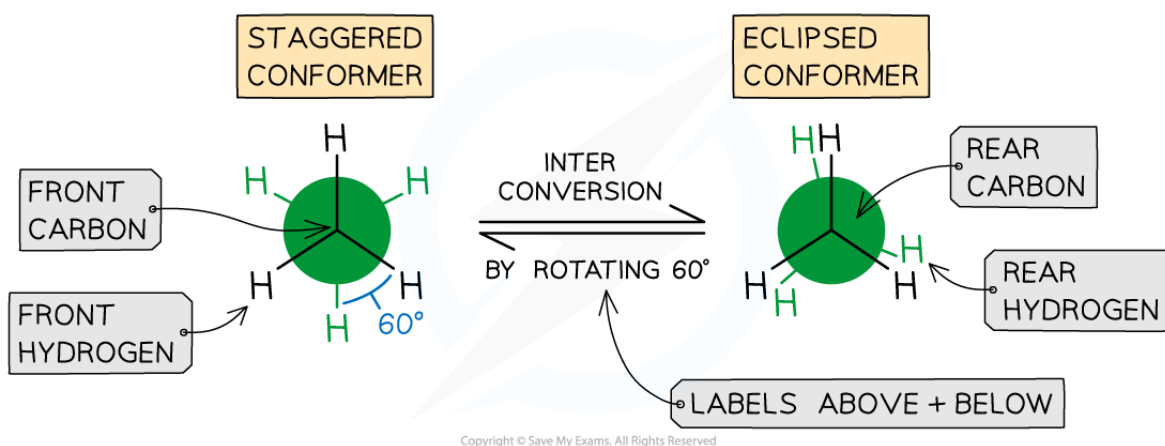 STAGGERED
CONFORMER
ECLIPSED
CONFORMER
H
H
H
H
H
H
60°
FRONT
CARBON
FRONT
HYDROGEN
INTER
CONVERSION
BY ROTATING 60°
H
H
H
H
H
H
REAR
CARBON
REAR
HYDROGEN
LABELS ABOVE + BELOW
Copyright © Save My Exams. All Rights Reserved